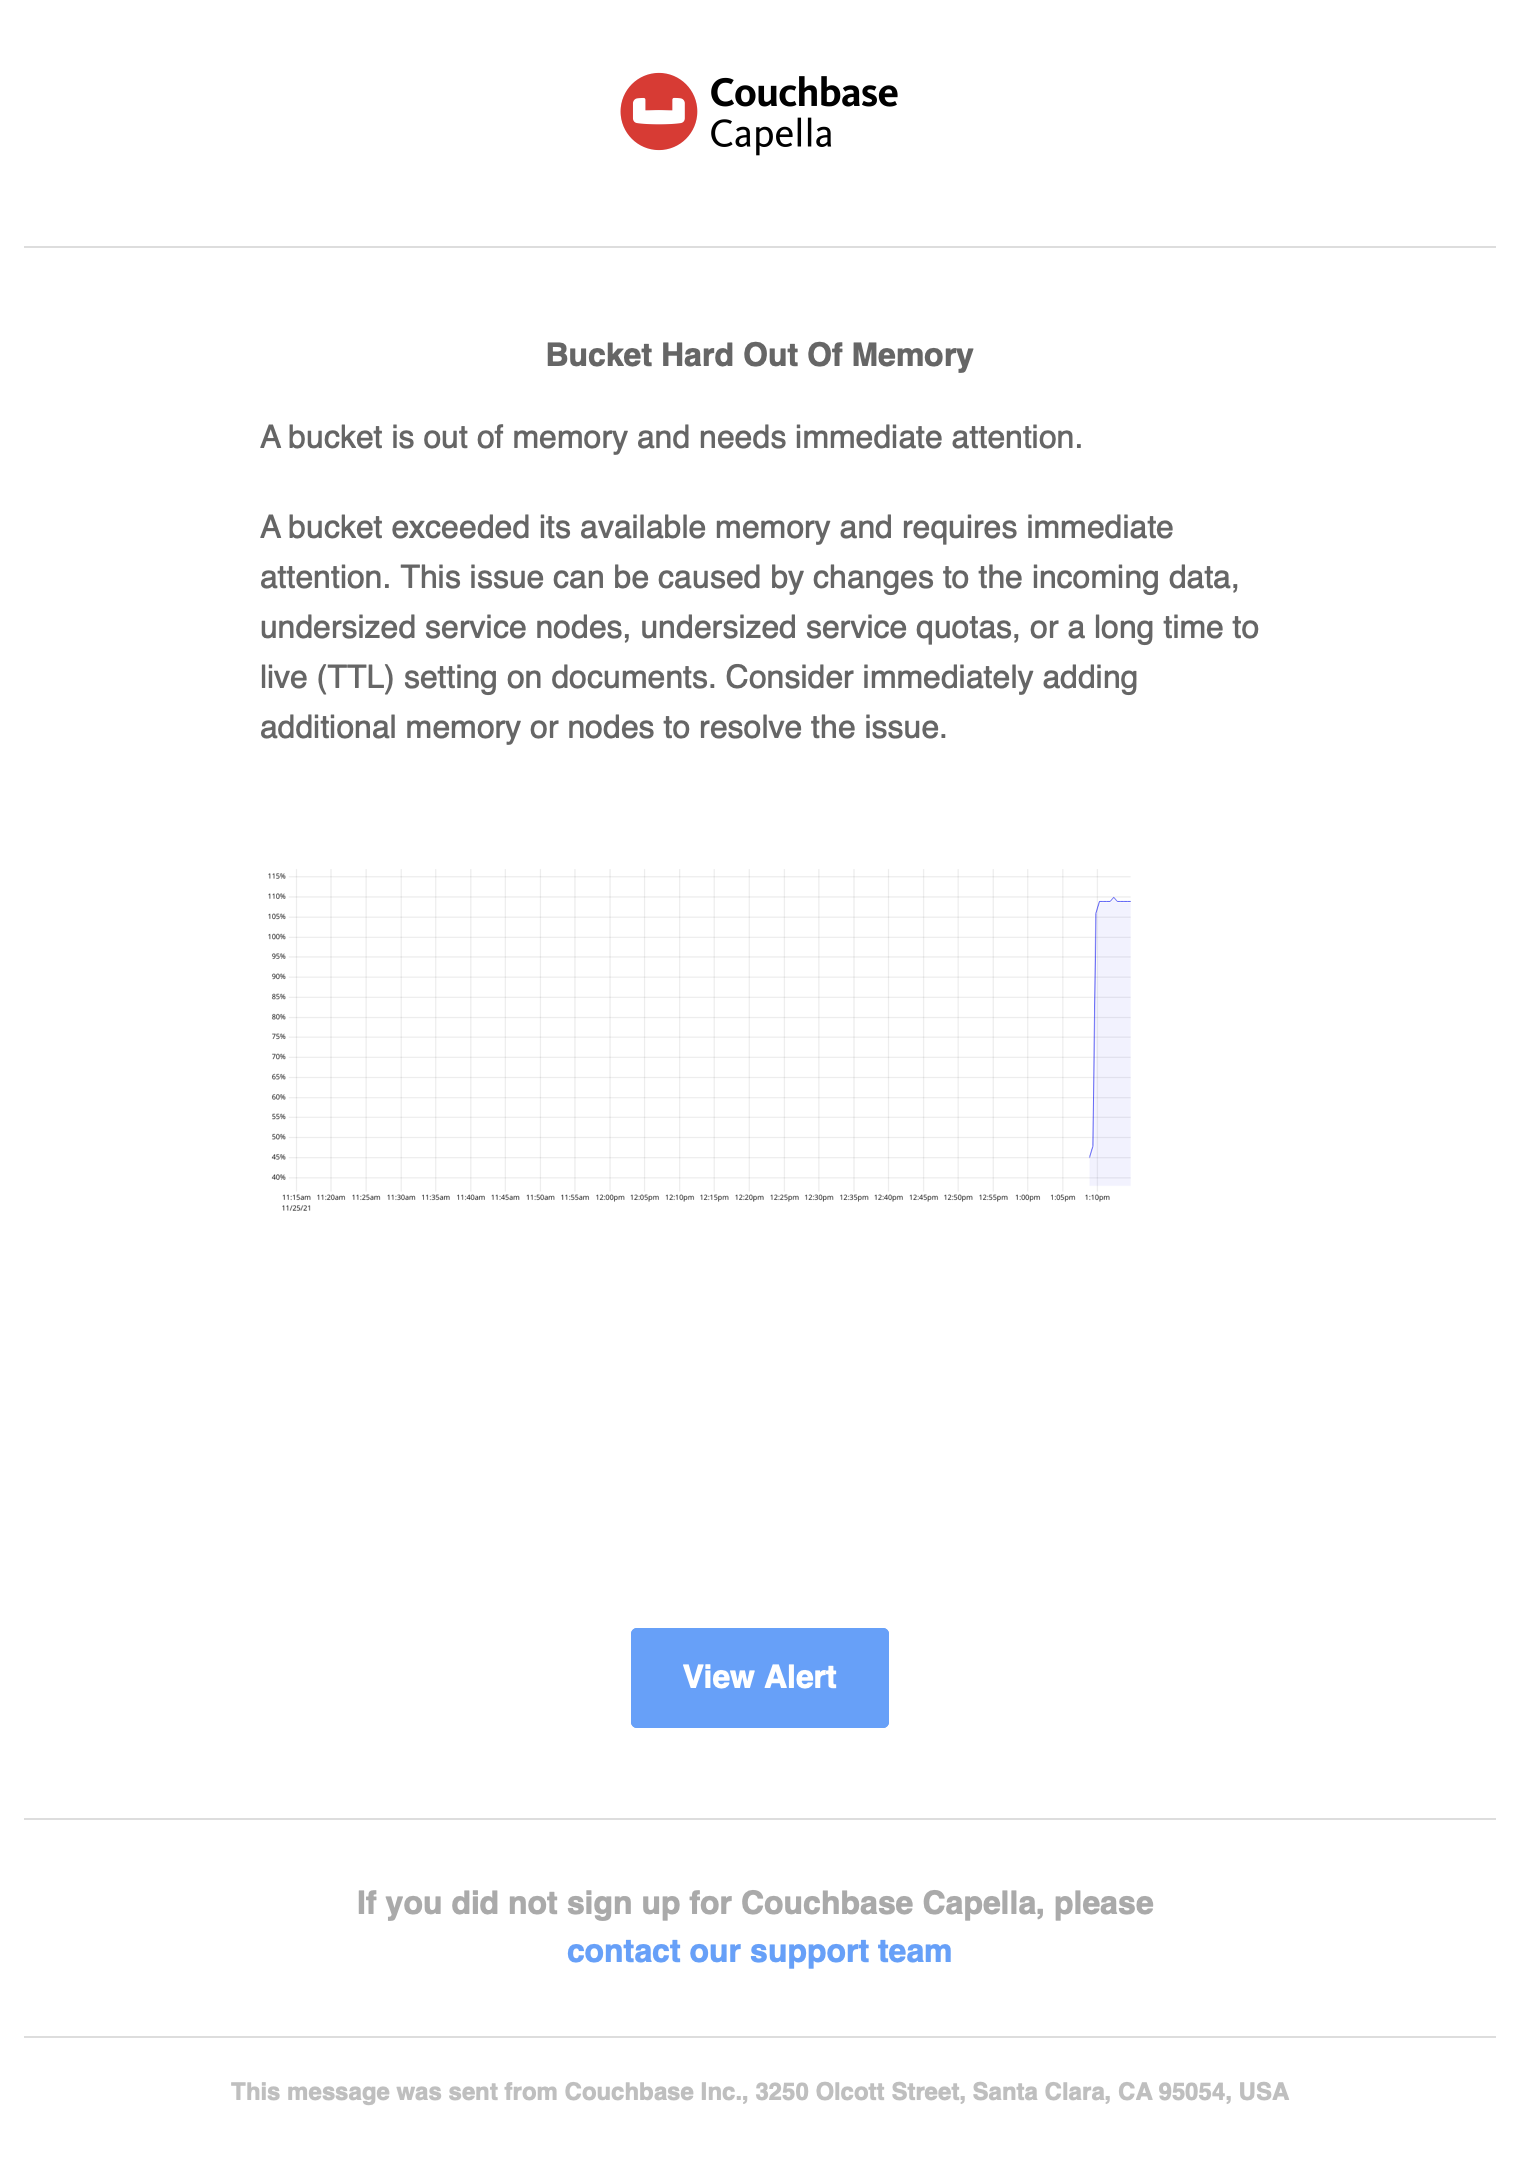 Couchbase
Capella
Bucket Hard Out Of Memory
A bucket is out of memory and needs immediate attention.
A bucket exceeded its available memory and requires immediate
attention. This issue can be caused by changes to the incoming data,
undersized service nodes, undersized service quotas, or a long time to
live (TTL) setting on documents. Consider immediately adding
additional memory or nodes to resolve the issue.
115%
110%
105%
100%
95%
90%
85%
80%
75%
70%
65%
60%
55%
50%
45%
40%
11:15am 11:20am 11:25am 11:30am 11:35am 11:40am 11:45am 11:50am 11:55am 12:00pm 12:05pm 12:10pm 12:15pm 12:20pm 12:25pm 12:30pm 12:35pm 12:40pm 12:45pm 12:50pm 12:55pm 1:00pm 1:05pm 1:10pm
11/25/21
View Alert
If you did not sign up for Couchbase Capella, please
contact our support team
This message was sent from Couchbase Inc., 3250 Olcott Street, Santa Clara, CA 95054, USA